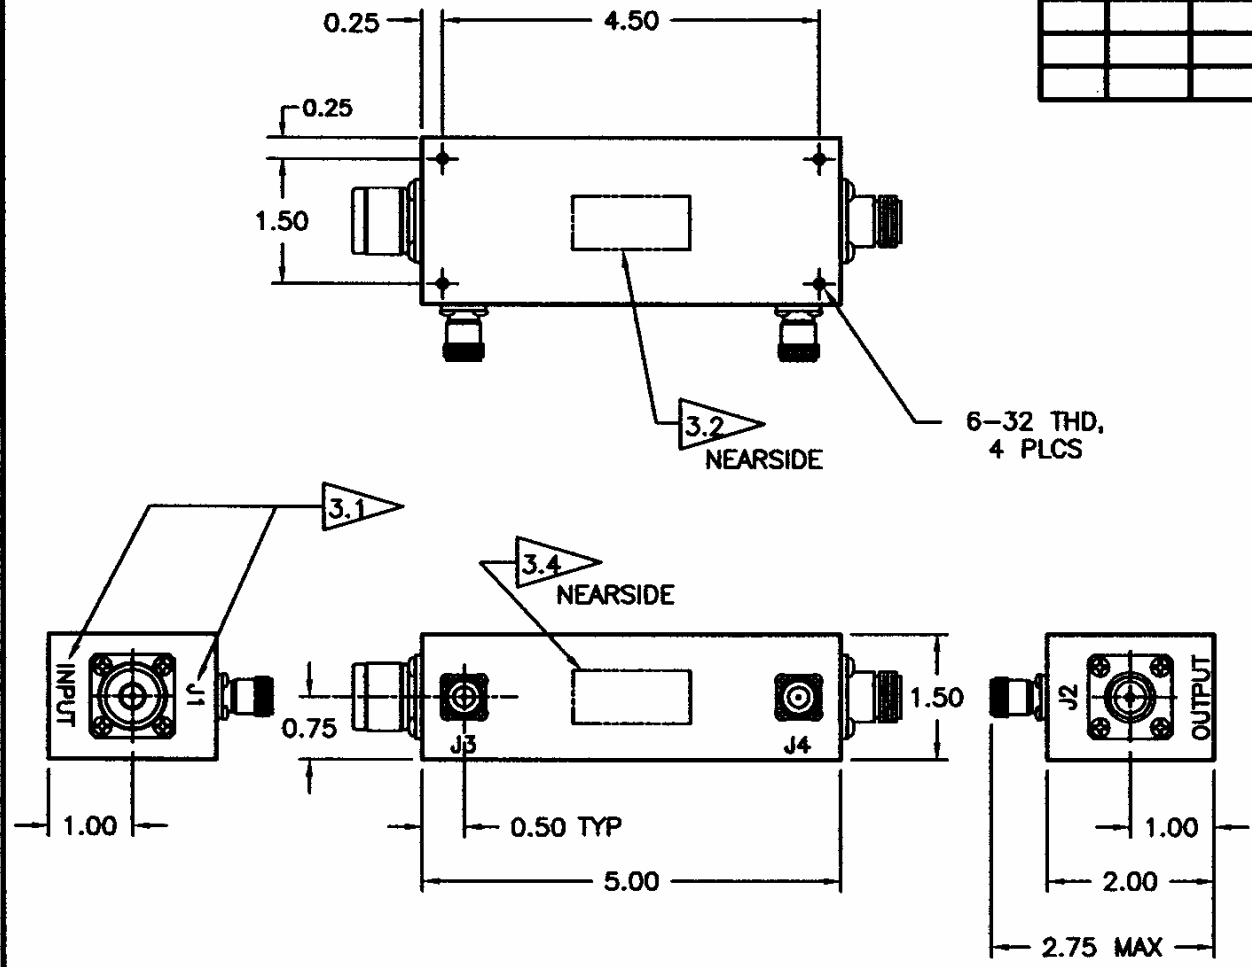 0.25
4.50
0.25
1.50
6-32 THD,
4 PLCS
3.2
NEARSIDE
3.1
3.4
NEARSIDE
INPUT
J1
0.75
J3
J4
1.50
J2
OUTPUT
1.00
0.50 TYP
1.00
5.00
2.00
2.75 MAX